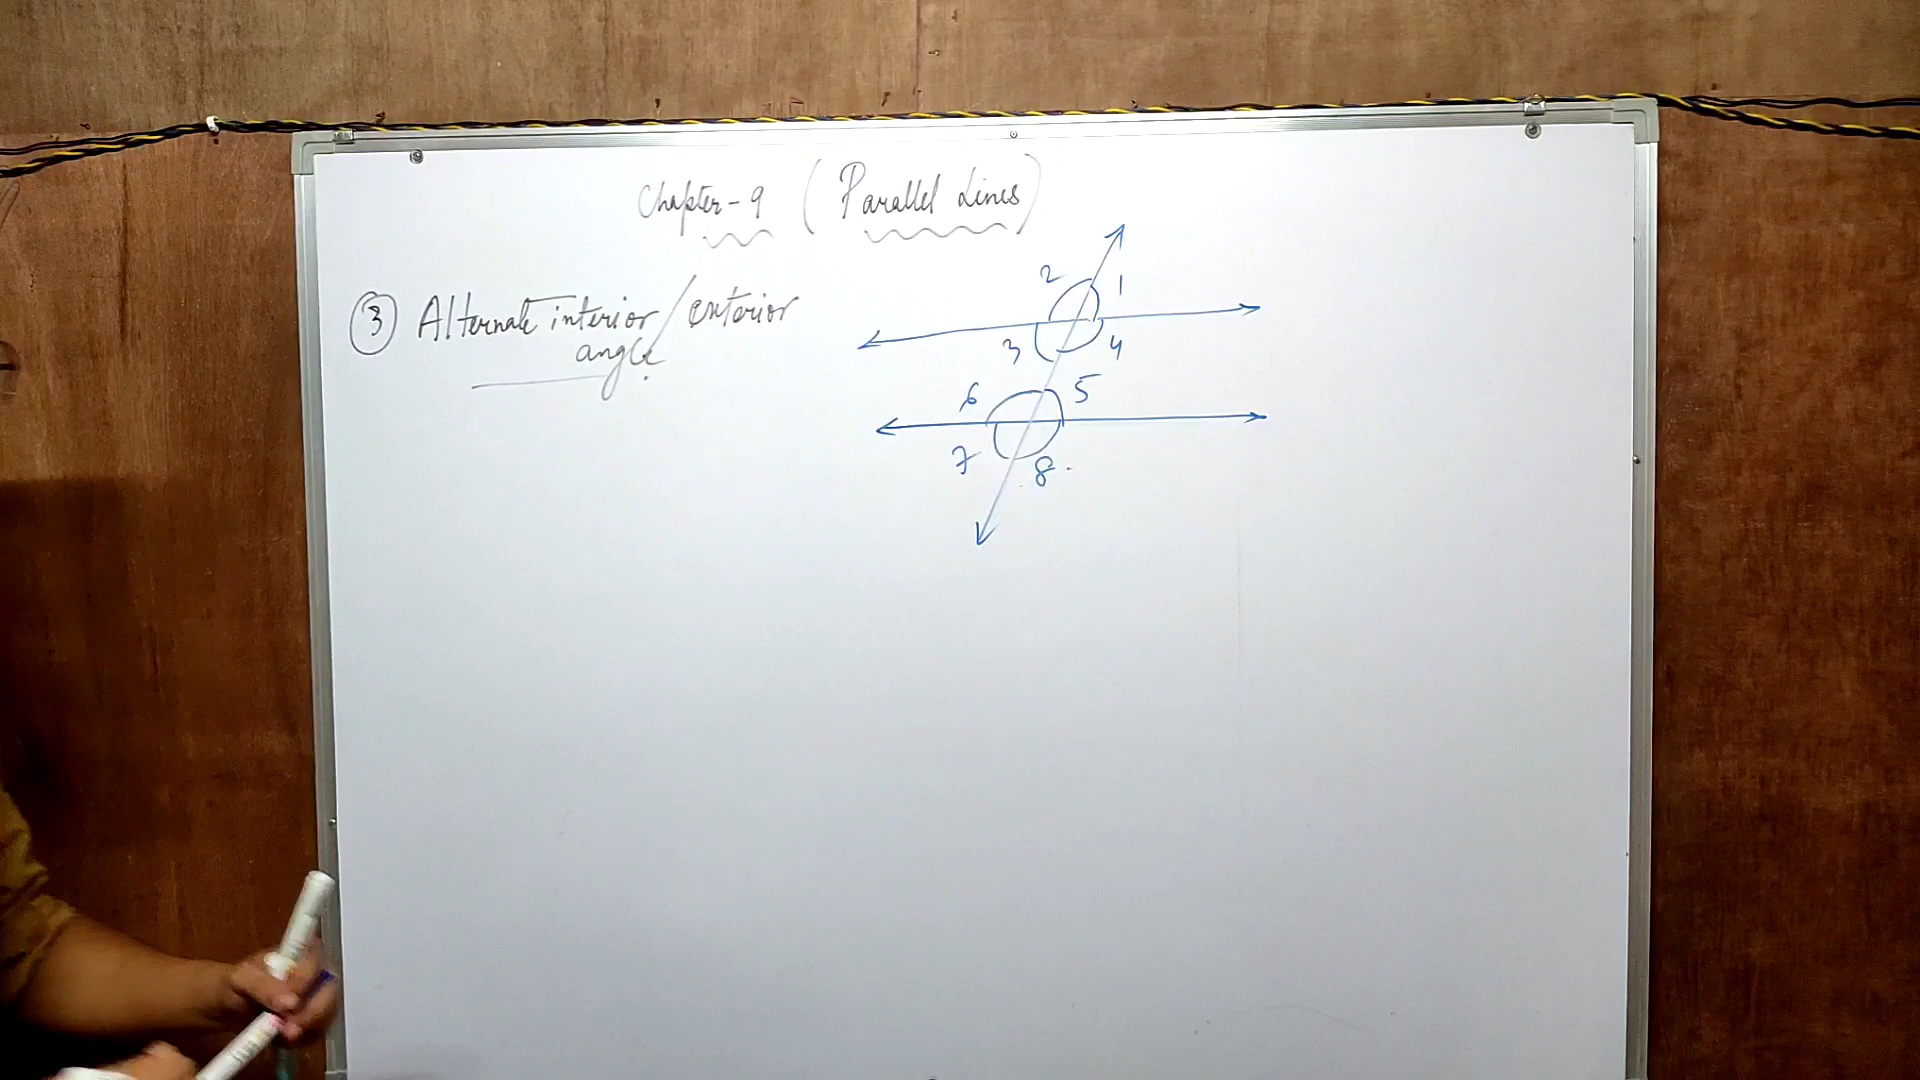 Chapter-9 (Parallel Lines)
③ Alternate interior/exterior
angle.
2 1
3 4
6 5
7 8.